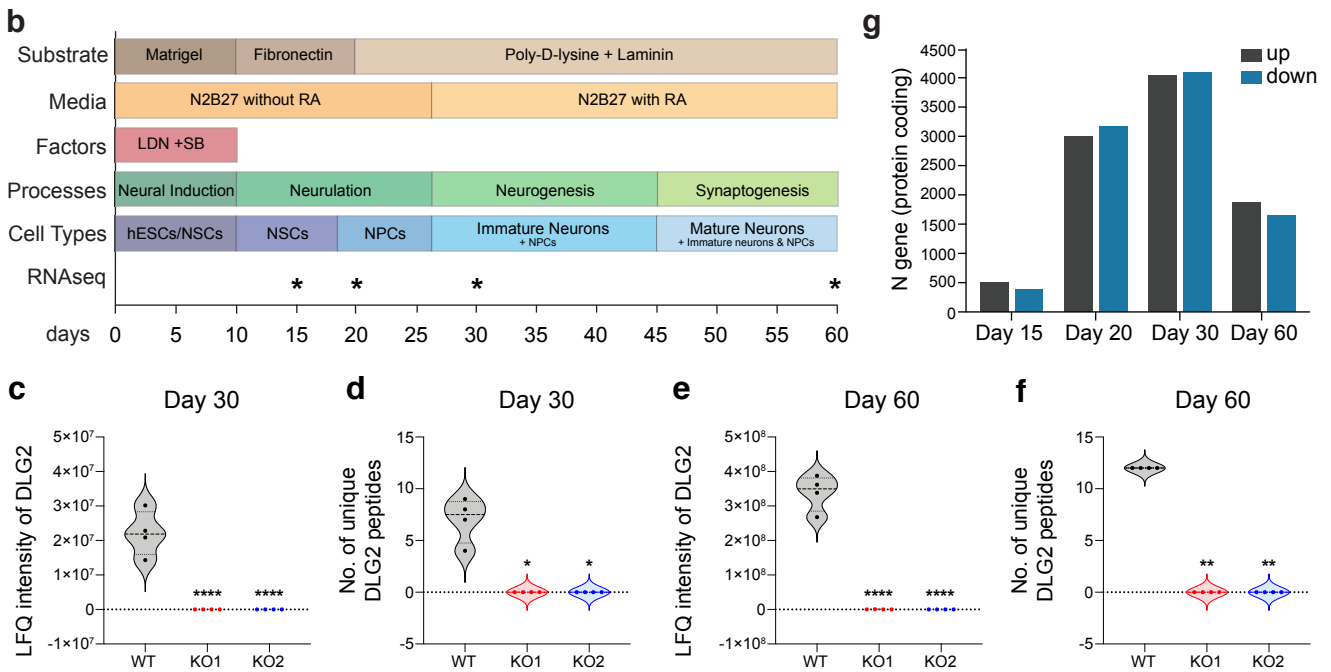 b
Substrate Matrigel Fibronectin Poly-D-lysine + Laminin
Media N2B27 without RA N2B27 with RA
Factors LDN +SB
Processes Neural Induction Neurulation Neurogenesis Synaptogenesis
Cell Types hESCs/NSCs NSCs NPCs Immature Neurons Mature Neurons
+ NPCs + Immature neurons & NPCs
RNAseq * * * *
days 0 5 10 15 20 25 30 35 40 45 50 55 60
g
N gene (protein coding)
4500
4000
3500
3000
2500
2000
1500
1000
500
0
up
down
Day 15 Day 20 Day 30 Day 60
c
Day 30
LFQ intensity of DLG2
5×10⁷
4×10⁷
3×10⁷
2×10⁷
1×10⁷
0
-1×10⁷
**** ****
WT KO1 KO2
d
Day 30
No. of unique
DLG2 peptides
15
10
5
0
-5
* *
WT KO1 KO2
e
Day 60
LFQ intensity of DLG2
5×10⁸
4×10⁸
3×10⁸
2×10⁸
1×10⁸
0
-1×10⁸
**** ****
WT KO1 KO2
f
Day 60
No. of unique
DLG2 peptides
15
10
5
0
-5
** **
WT KO1 KO2